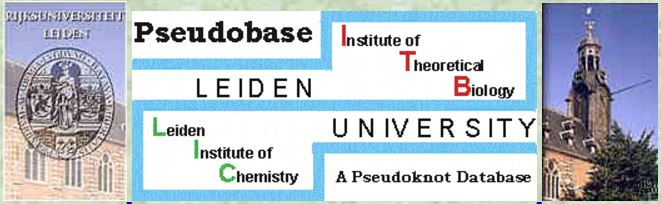 RIJKSUNIVERSITEIT
LEIDEN
Pseudobase
Institute of
Theoretical
Biology
LEIDEN
UNIVERSITY
Leiden
Institute of
Chemistry
A Pseudoknot Database